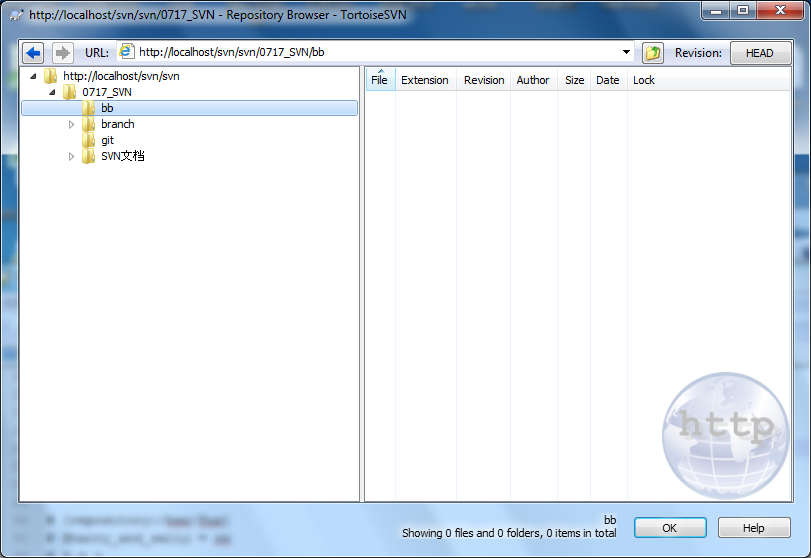 http://localhost/svn/svn/0717_SVN - Repository Browser - TortoiseSVN
URL: http://localhost/svn/svn/0717_SVN/bb Revision: HEAD
http://localhost/svn/svn
0717_SVN
bb
branch
git
SVN文档
File Extension Revision Author Size Date Lock
http
bb
Showing 0 files and 0 folders, 0 items in total
OK Help